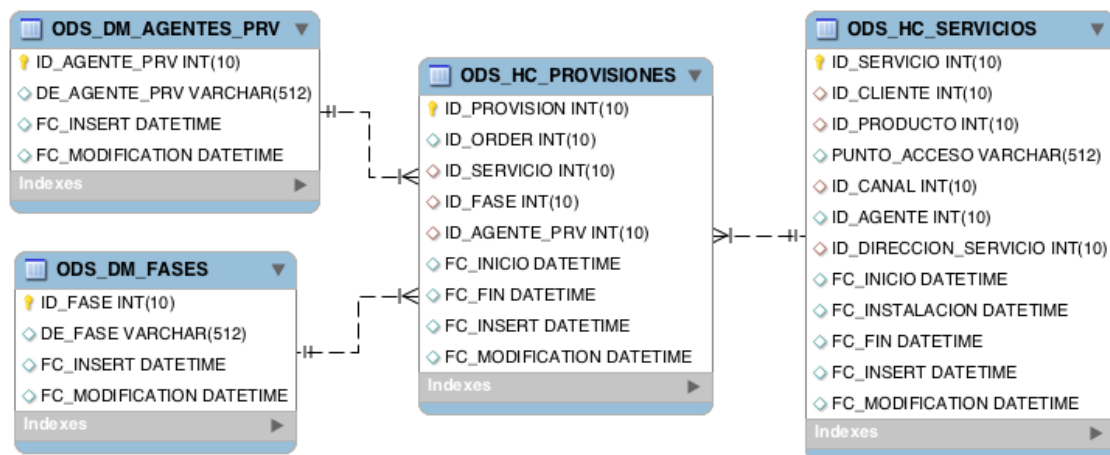 ODS_DM_AGENTES_PRV
ID_AGENTE_PRV INT(10)
DE_AGENTE_PRV VARCHAR(512)
FC_INSERT DATETIME
FC_MODIFICATION DATETIME
Indexes
ODS_DM_FASES
ID_FASE INT(10)
DE_FASE VARCHAR(512)
FC_INSERT DATETIME
FC_MODIFICATION DATETIME
Indexes
ODS_HC_PROVISIONES
ID_PROVISION INT(10)
ID_ORDER INT(10)
ID_SERVICIO INT(10)
ID_FASE INT(10)
ID_AGENTE_PRV INT(10)
FC_INICIO DATETIME
FC_FIN DATETIME
FC_INSERT DATETIME
FC_MODIFICATION DATETIME
Indexes
ODS_HC_SERVICIOS
ID_SERVICIO INT(10)
ID_CLIENTE INT(10)
ID_PRODUCTO INT(10)
PUNTO_ACCESO VARCHAR(512)
ID_CANAL INT(10)
ID_AGENTE INT(10)
ID_DIRECCION_SERVICIO INT(10)
FC_INICIO DATETIME
FC_INSTALACION DATETIME
FC_FIN DATETIME
FC_INSERT DATETIME
FC_MODIFICATION DATETIME
Indexes